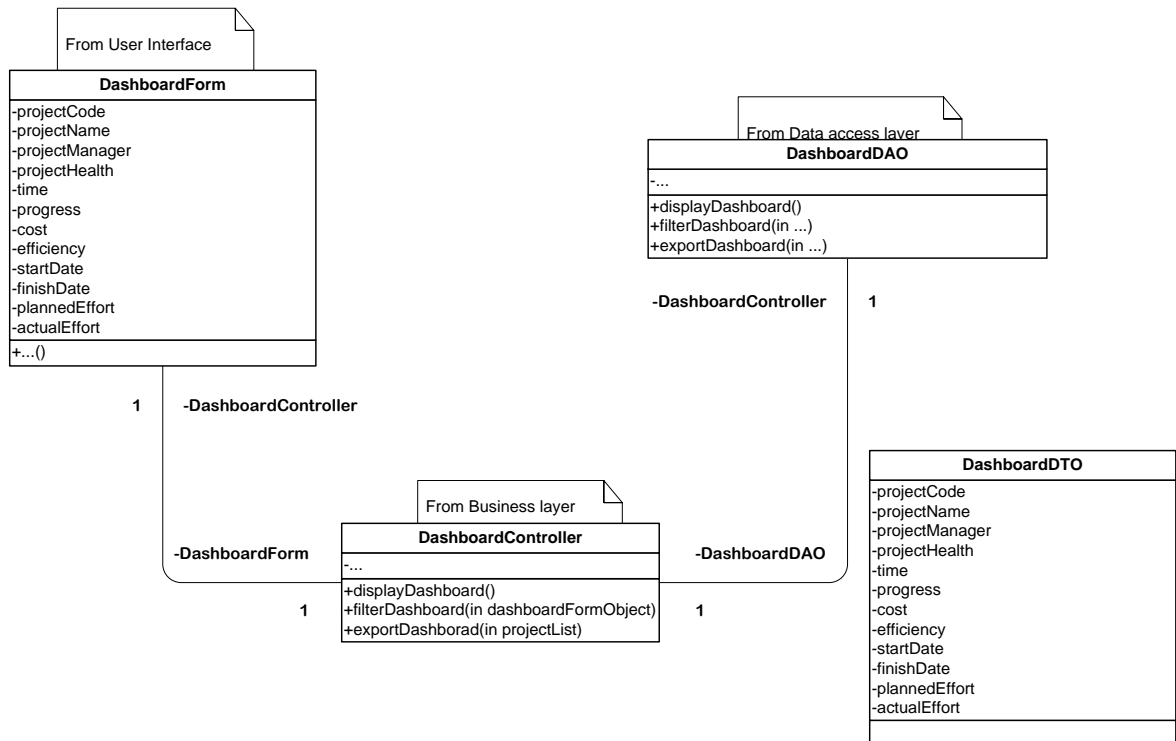 From User Interface
DashboardForm
-projectCode
-projectName
-projectManager
-projectHealth
-time
-progress
-cost
-efficiency
-startDate
-finishDate
-plannedEffort
-actualEffort
+...()
1
-DashboardController
From Data access layer
DashboardDAO
-...
+displayDashboard()
+filterDashboard(in ...)
+exportDashboard(in ...)
-DashboardController
1
-DashboardForm
1
From Business layer
DashboardController
-...
+displayDashboard()
+filterDashboard(in dashboardFormObject)
+exportDashborad(in projectList)
-DashboardDAO
1
DashboardDTO
-projectCode
-projectName
-projectManager
-projectHealth
-time
-progress
-cost
-efficiency
-startDate
-finishDate
-plannedEffort
-actualEffort